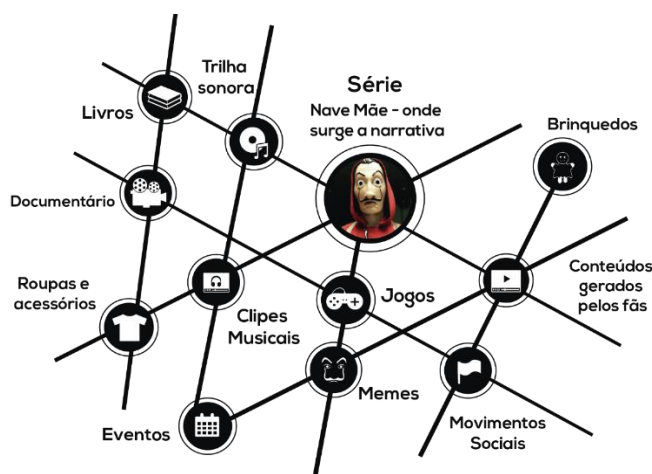 Trilha
sonora
Série
Nave Mãe - onde
surge a narrativa
Livros
Brinquedos
Documentário
Roupas e
acessórios
Clipes
Musicais
Jogos
Conteúdos
gerados
pelos fãs
Memes
Eventos
Movimentos
Sociais